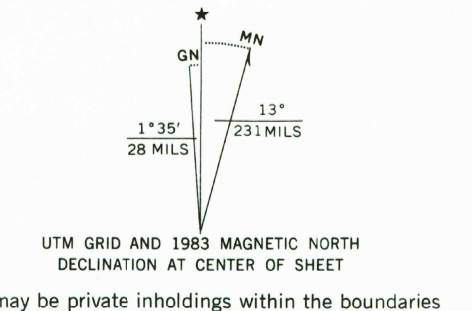 ★
GN
MN
1°35′
28 MILS
13°
231 MILS
UTM GRID AND 1983 MAGNETIC NORTH
DECLINATION AT CENTER OF SHEET
may be private inholdings within the boundaries